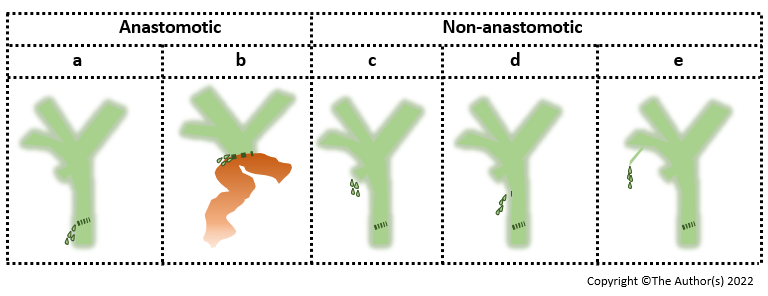 Anastomotic Non-anastomotic
a b c d e
Copyright ©The Author(s) 2022